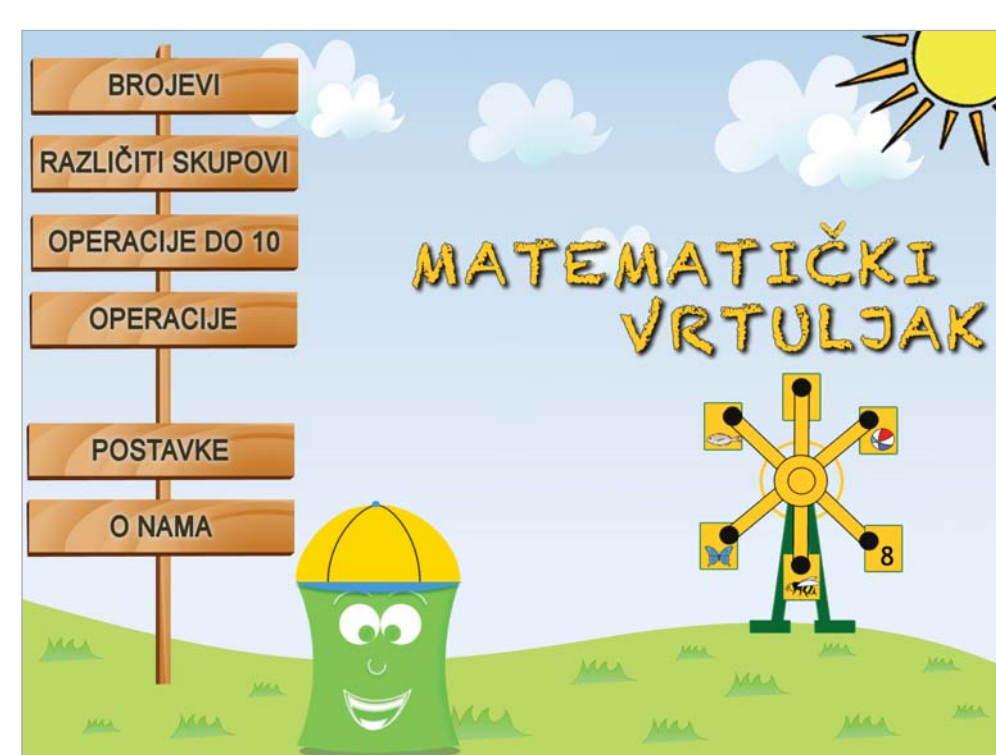 BROJEVI
RAZLIČITI SKUPOVI
OPERACIJE DO 10
OPERACIJE
POSTAVKE
O NAMA
MATEMATIČKI
VRTULJAK
8